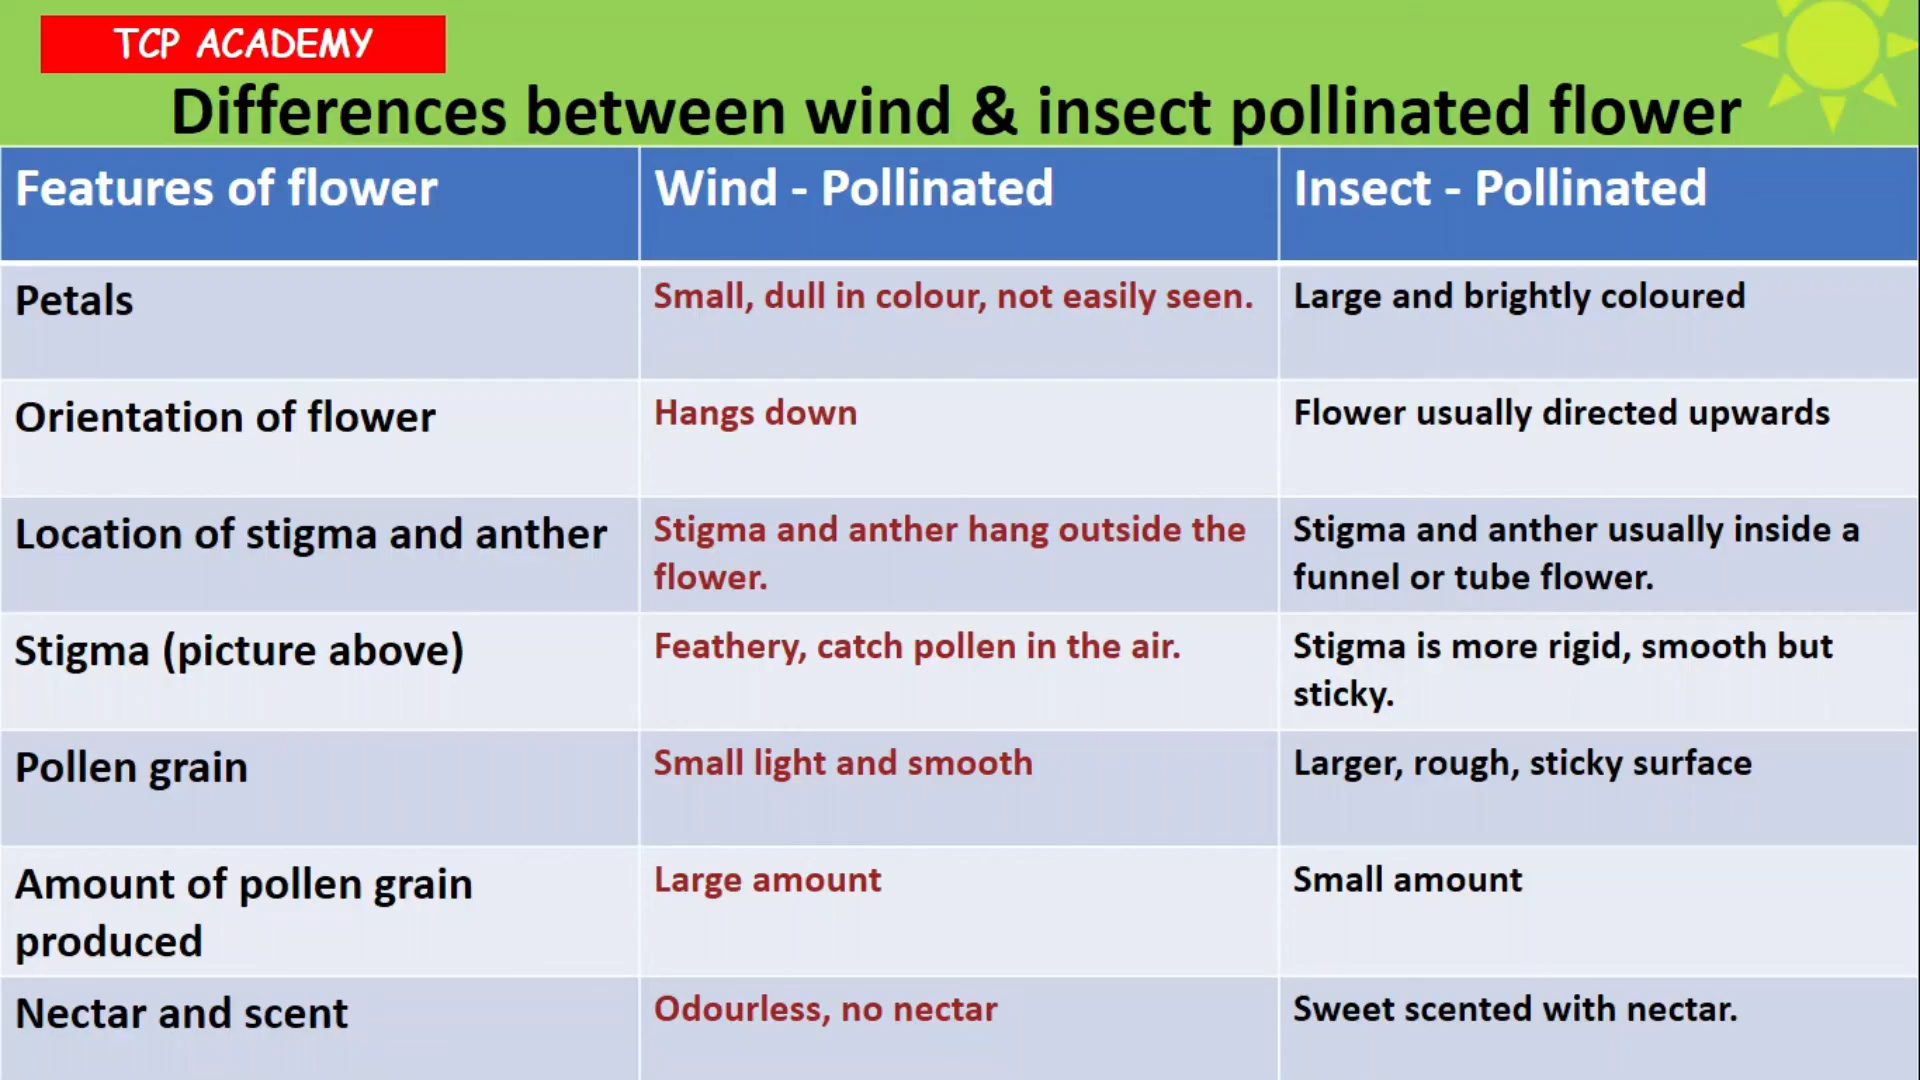 TCP ACADEMY
Differences between wind & insect pollinated flower
Features of flower
Wind - Pollinated
Insect - Pollinated
Petals
Small, dull in colour, not easily seen.
Large and brightly coloured
Orientation of flower
Hangs down
Flower usually directed upwards
Location of stigma and anther
Stigma and anther hang outside the
flower.
Stigma and anther usually inside a
funnel or tube flower.
Stigma (picture above)
Feathery, catch pollen in the air.
Stigma is more rigid, smooth but
sticky.
Pollen grain
Small light and smooth
Larger, rough, sticky surface
Amount of pollen grain
produced
Large amount
Small amount
Nectar and scent
Odourless, no nectar
Sweet scented with nectar.